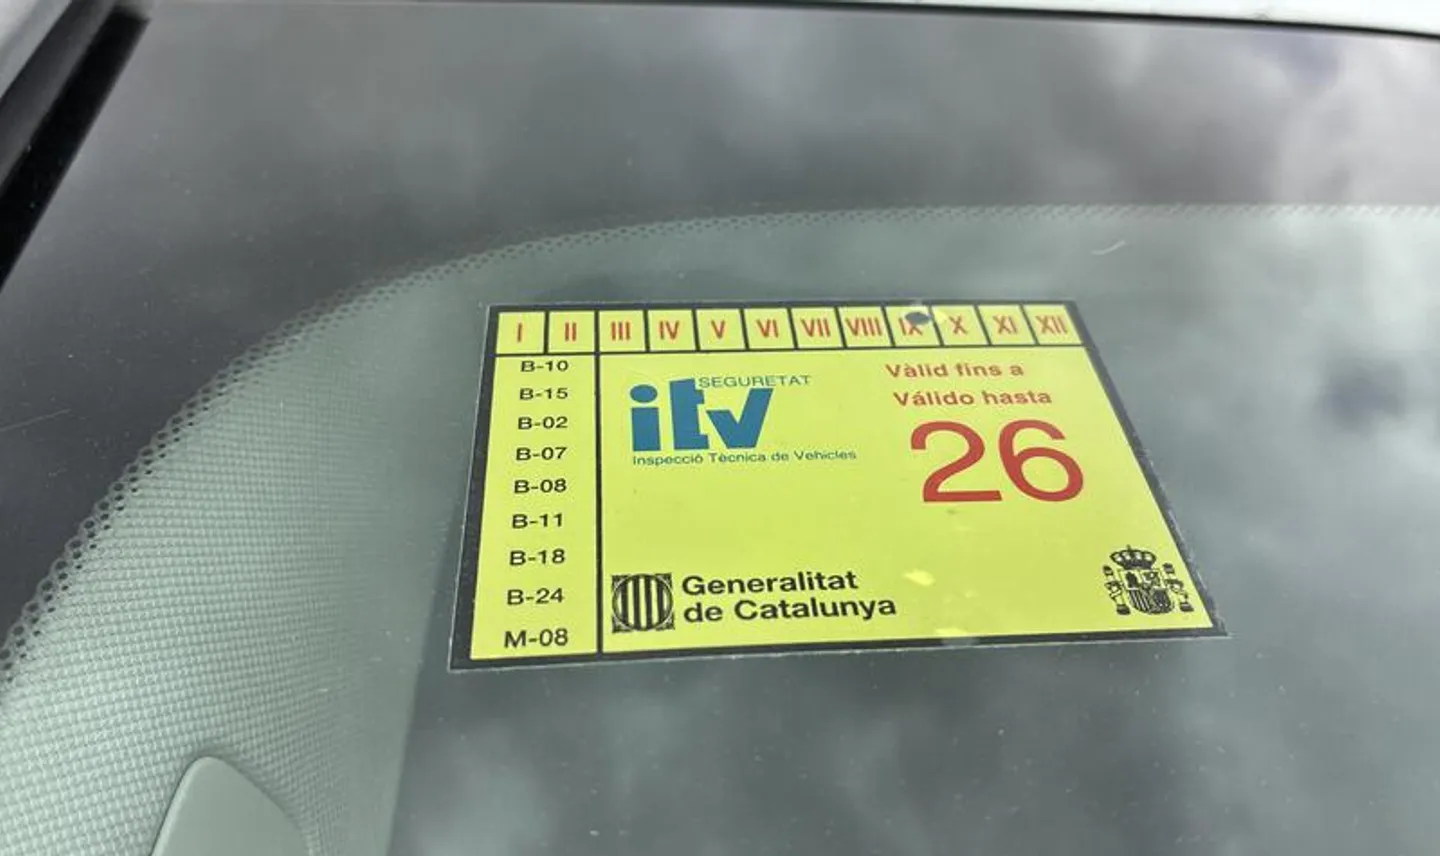 I II III IV V VI VII VIII IX X XI XII
B-10
B-15
B-02
B-07
B-08
B-11
B-18
B-24
M-08
SEGURETAT
itv
Inspecció Tècnica de Vehicles
Vàlid fins a
Válido hasta
26
Generalitat
de Catalunya